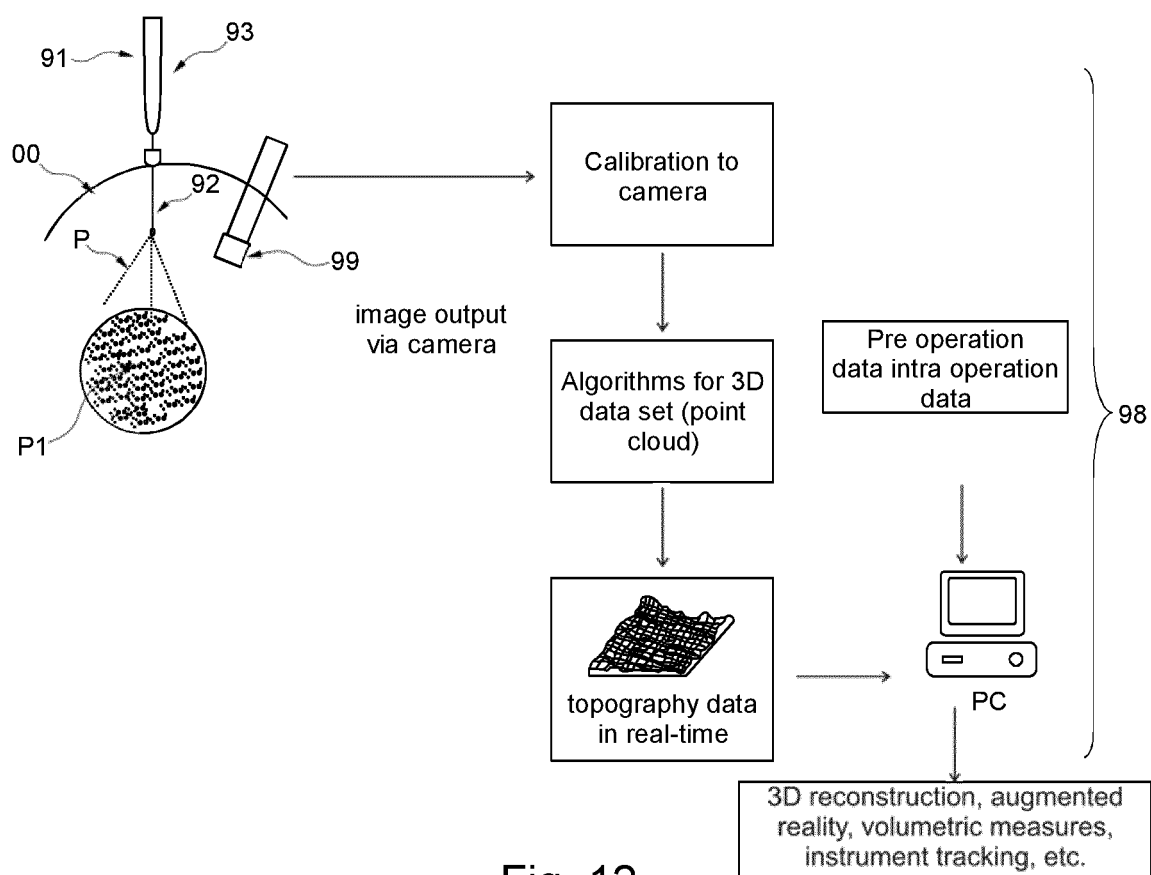 91
93
00
92
P
99
P1
image output
via camera
Calibration to
camera
Algorithms for 3D
data set (point
cloud)
Pre operation
data intra operation
data
98
topography data
in real-time
PC
3D reconstruction, augmented
reality, volumetric measures,
instrument tracking, etc.